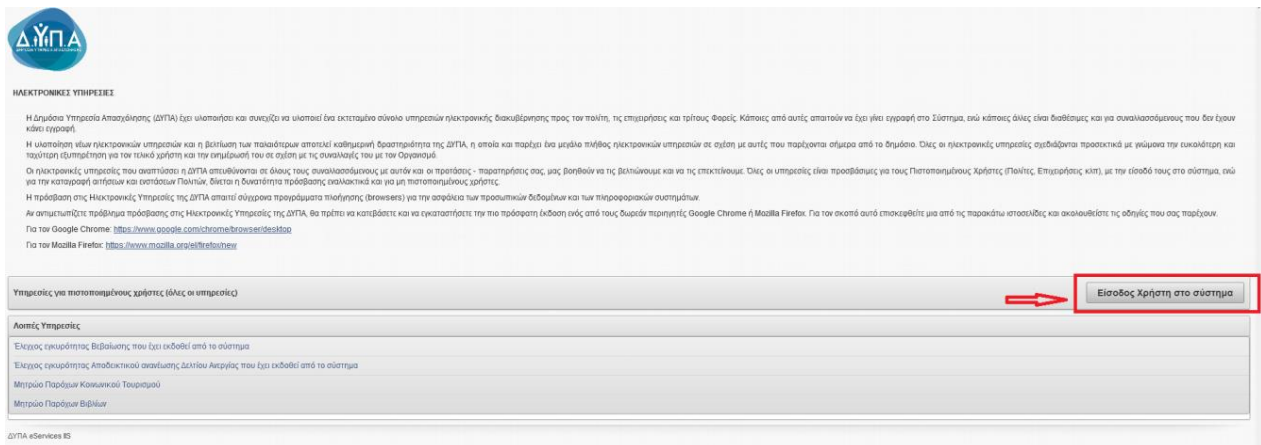 Δ.ΥΠ.Α
ΗΛΕΚΤΡΟΝΙΚΕΣ ΥΠΗΡΕΣΙΕΣ
Η Δημόσια Υπηρεσία Απασχόλησης (ΔΥΠΑ) έχει υλοποιήσει και συνεχίζει να υλοποιεί ένα εκτεταμένο σύνολο υπηρεσιών ηλεκτρονικής διακυβέρνησης προς τον πολίτη, τις επιχειρήσεις και τρίτους Φορείς. Κάποιες από αυτές απαιτούν να έχει γίνει εγγραφή στο Σύστημα, ενώ κάποιες άλλες είναι διαθέσιμες και για συναλλασσόμενους που δεν έχουν
κάνει εγγραφή.
Η υλοποίηση νέων ηλεκτρονικών υπηρεσιών και η βελτίωση των παλαιότερων αποτελεί καθημερινή δραστηριότητα της ΔΥΠΑ, η οποία και παρέχει ένα μεγάλο πλήθος ηλεκτρονικών υπηρεσιών σε σχέση με αυτές που παρέχονται σήμερα από το δημόσιο. Όλες οι ηλεκτρονικές υπηρεσίες σχεδιάζονται προσεκτικά με γνώμονα την ευκολότερη και
ταχύτερη εξυπηρέτηση για τον τελικό χρήστη και την ενημέρωσή του σε σχέση με τις συναλλαγές του με τον Οργανισμό.
Οι ηλεκτρονικές υπηρεσίες που αναπτύσσει η ΔΥΠΑ απευθύνονται σε όλους τους συναλλασσόμενους με αυτόν και οι προτάσεις - παρατηρήσεις σας, μας βοηθούν να τις βελτιώνουμε και να τις επεκτείνουμε. Όλες οι υπηρεσίες είναι προσβάσιμες για τους Πιστοποιημένους Χρήστες (Πολίτες, Επιχειρήσεις κλπ), με την είσοδό τους στο σύστημα, ενώ
για την καταγραφή αιτήσεων και ενστάσεων Πολιτών, δίνεται η δυνατότητα πρόσβασης εναλλακτικά και για μη πιστοποιημένους χρήστες.
Η πρόσβαση στις Ηλεκτρονικές Υπηρεσίες της ΔΥΠΑ απαιτεί σύγχρονα προγράμματα πλοήγησης (browsers) για την ασφάλεια των προσωπικών δεδομένων και των πληροφοριακών συστημάτων.
Αν αντιμετωπίζετε πρόβλημα πρόσβασης στις Ηλεκτρονικές Υπηρεσίες της ΔΥΠΑ, θα πρέπει να κατεβάσετε και να εγκαταστήσετε την πιο πρόσφατη έκδοση ενός από τους δωρεάν περιηγητές Google Chrome ή Mozilla Firefox. Για τον σκοπό αυτό επισκεφθείτε μια από τις παρακάτω ιστοσελίδες και ακολουθείστε τις οδηγίες που σας παρέχουν.
Για τον Google Chrome: https://www.google.com/chrome/browser/desktop
Για τον Mozilla Firefox: https://www.mozilla.org/el/firefox/new
Υπηρεσίες για πιστοποιημένους χρήστες (όλες οι υπηρεσίες)
Είσοδος Χρήστη στο σύστημα
Λοιπές Υπηρεσίες
Έλεγχος εγκυρότητας Βεβαίωσης που έχει εκδοθεί από το σύστημα
Έλεγχος εγκυρότητας Αποδεικτικού ανανέωσης Δελτίου Ανεργίας που έχει εκδοθεί από το σύστημα
Μητρώο Παρόχων Κοινωνικού Τουρισμού
Μητρώο Παρόχων Βιβλίων
ΔΥΠΑ eServices IIS